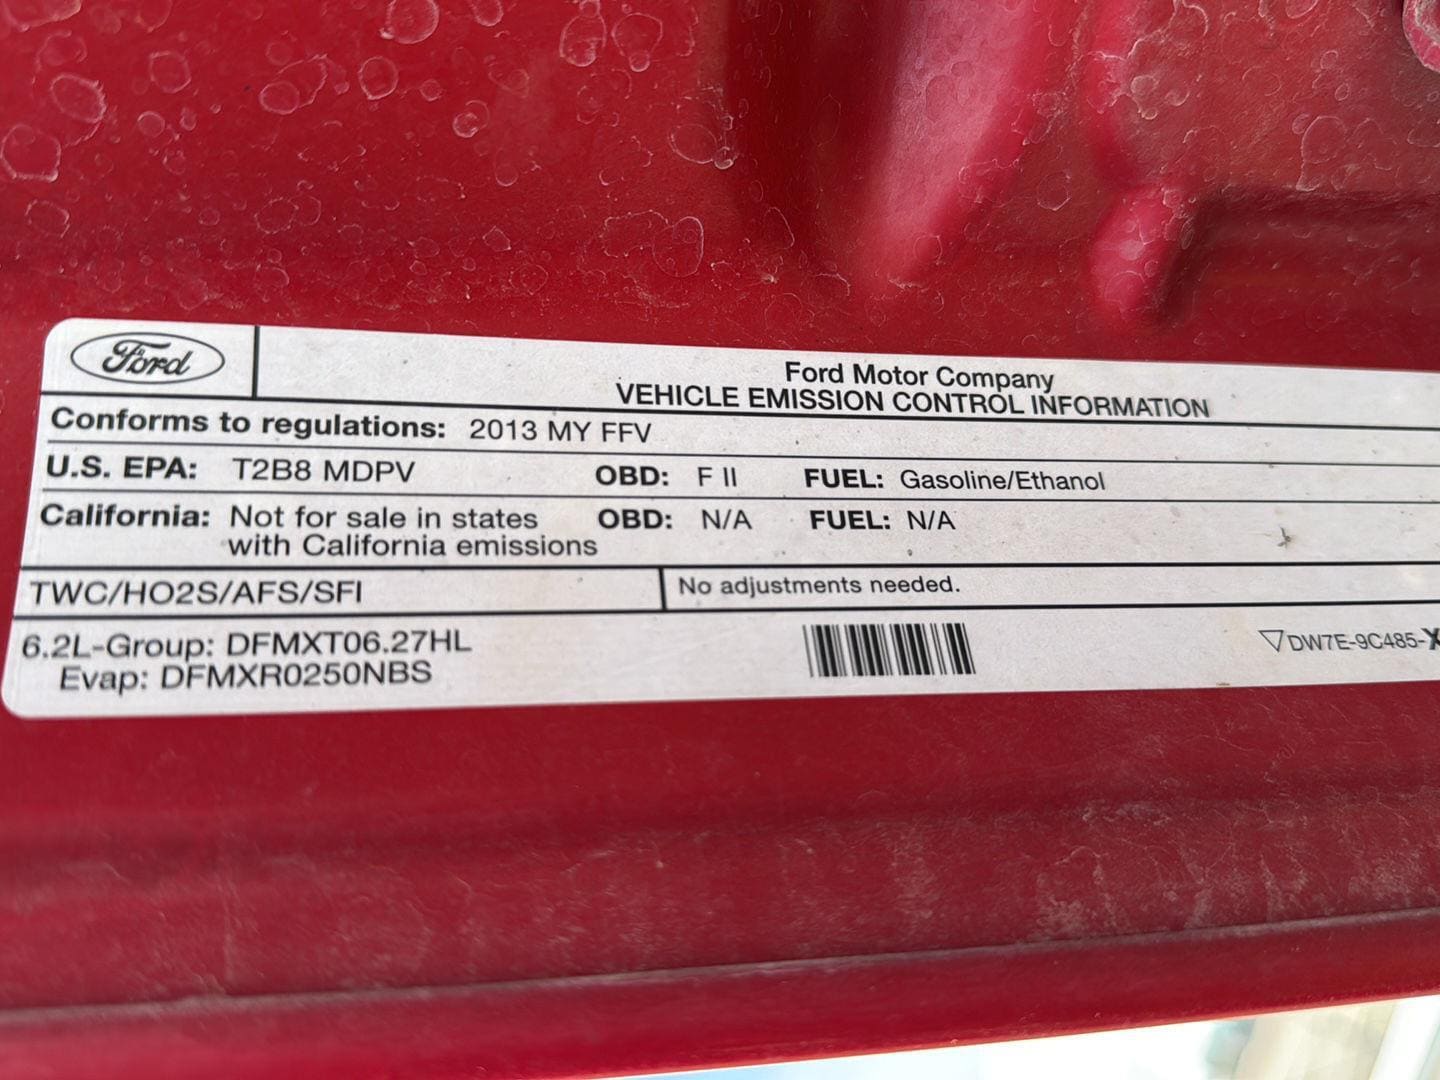 Ford
Ford Motor Company
VEHICLE EMISSION CONTROL INFORMATION
Conforms to regulations: 2013 MY FFV
U.S. EPA: T2B8 MDPV OBD: F II FUEL: Gasoline/Ethanol
California: Not for sale in states with California emissions OBD: N/A FUEL: N/A
TWC/HO2S/AFS/SFI No adjustments needed.
6.2L-Group: DFMXT06.27HL
Evap: DFMXR0250NBS
▽DW7E-9C485-X